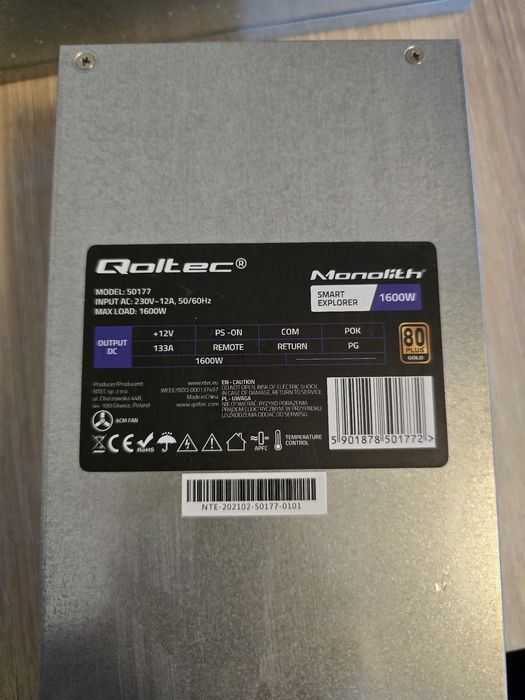 Qoltec®
Monolith®
MODEL: 50177
INPUT AC: 230V~12A, 50/60Hz
MAX LOAD: 1600W
SMART EXPLORER 1600W
OUTPUT DC
+12V PS -ON COM POK
133A REMOTE RETURN PG
1600W
80 PLUS GOLD
Producer/Producent:
NTEC sp. z o.o.
ul. Chorzowska 44B,
44-100 Gliwice, Poland
www.ntec.eu
WEEE/BDO:000137497
Made in China
www.qoltec.com
EN - CAUTION
DO NOT OPEN. RISK OF ELECTRIC SHOCK.
IN CASE OF DAMAGE, RETURN TO SHOP.
PL - UWAGA
NIE OTWIERAĆ. RYZYKO PORAŻENIA
PRĄDEM ELEKTRYCZNYM. W PRZYPADKU
USZKODZENIA ODDAĆ DO SERWISU.
6CM FAN
CE RoHS APFC TEMPERATURE CONTROL
5 901878 501772 >
NTE-202102-50177-0101